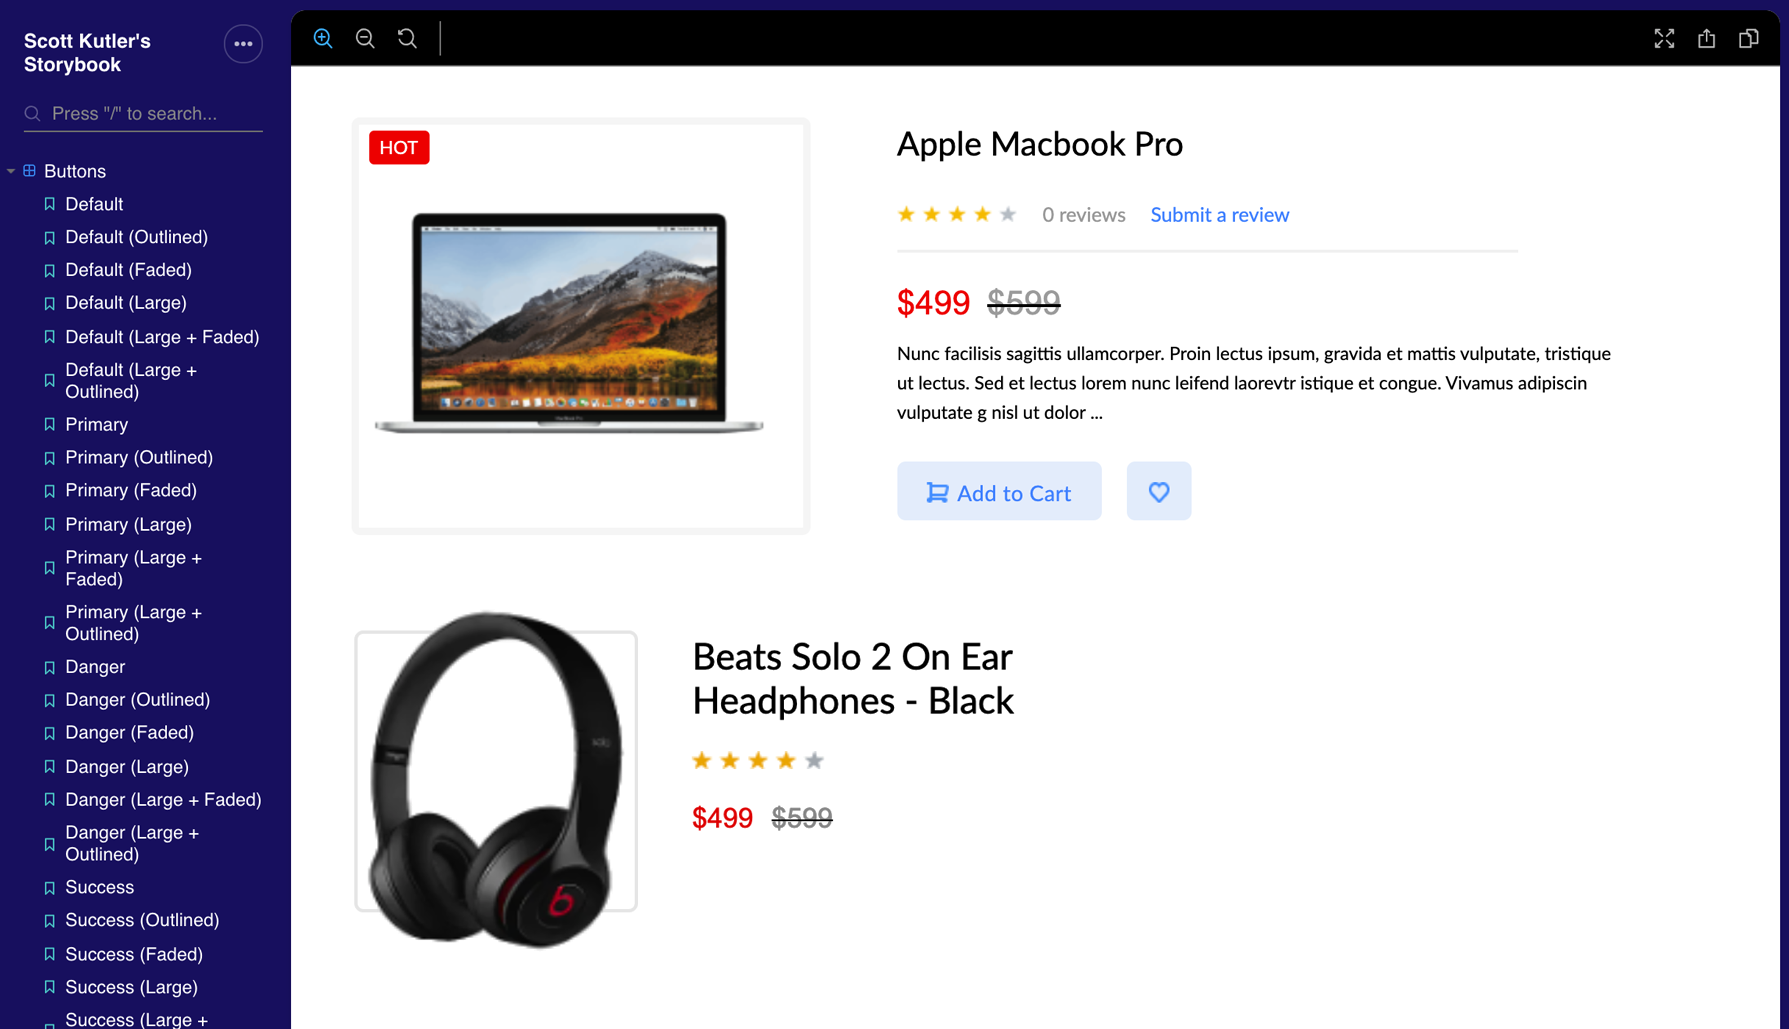 Scott Kutler's
Storybook
Press "/" to search...
Buttons
Default
Default (Outlined)
Default (Faded)
Default (Large)
Default (Large + Faded)
Default (Large +
Outlined)
Primary
Primary (Outlined)
Primary (Faded)
Primary (Large)
Primary (Large +
Faded)
Primary (Large +
Outlined)
Danger
Danger (Outlined)
Danger (Faded)
Danger (Large)
Danger (Large + Faded)
Danger (Large +
Outlined)
Success
Success (Outlined)
Success (Faded)
Success (Large)
Success (Large +
HOT
Apple Macbook Pro
0 reviews Submit a review
$499 $599
Nunc facilisis sagittis ullamcorper. Proin lectus ipsum, gravida et mattis vulputate, tristique
ut lectus. Sed et lectus lorem nunc leifend laorevtr istique et congue. Vivamus adipiscin
vulputate g nisl ut dolor ...
Add to Cart
Beats Solo 2 On Ear
Headphones - Black
$499 $599